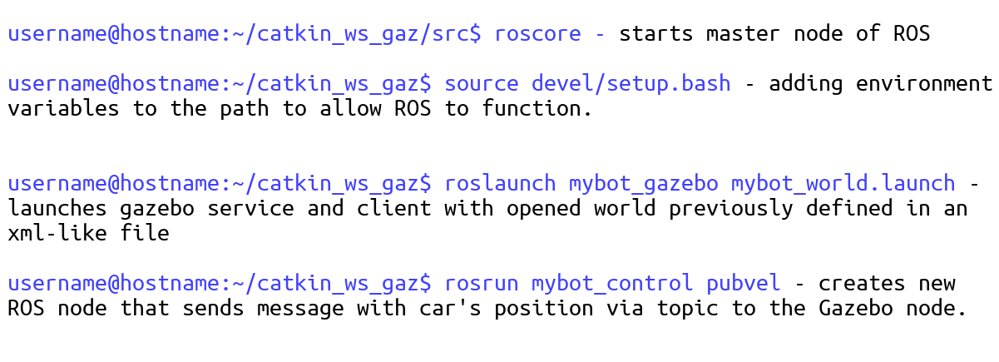 username@hostname:~/catkin_ws_gaz/src$ roscore - starts master node of ROS
username@hostname:~/catkin_ws_gaz$ source devel/setup.bash - adding environment
variables to the path to allow ROS to function.
username@hostname:~/catkin_ws_gaz$ roslaunch mybot_gazebo mybot_world.launch -
launches gazebo service and client with opened world previously defined in an
xml-like file
username@hostname:~/catkin_ws_gaz$ rosrun mybot_control pubvel - creates new
ROS node that sends message with car's position via topic to the Gazebo node.